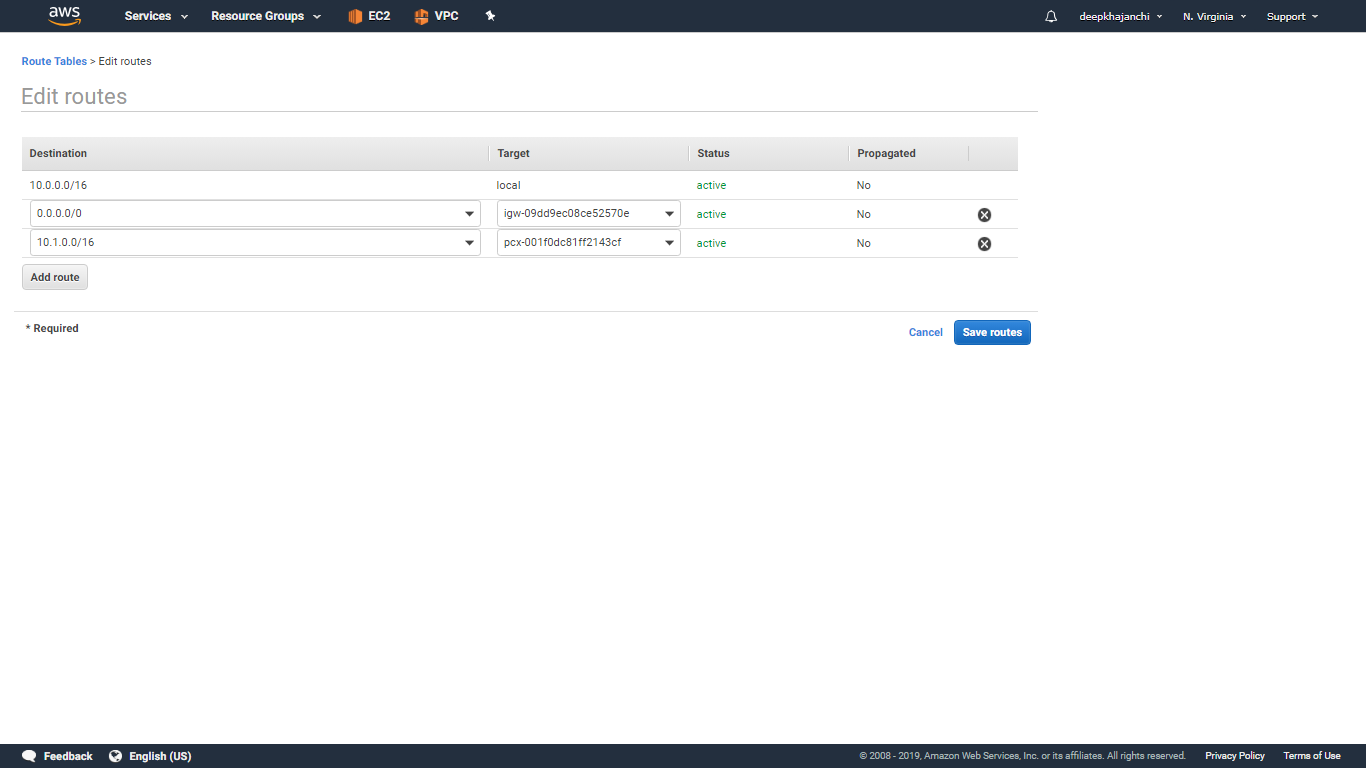 aws Services Resource Groups EC2 VPC deepkhajanchi N. Virginia Support
Route Tables > Edit routes
Edit routes
Destination Target Status Propagated
10.0.0.0/16 local active No
0.0.0.0/0 igw-09dd9ec08ce52570e active No
10.1.0.0/16 pcx-001f0dc81ff2143cf active No
Add route
* Required
Cancel Save routes
Feedback English (US) © 2008 - 2019, Amazon Web Services, Inc. or its affiliates. All rights reserved. Privacy Policy Terms of Use